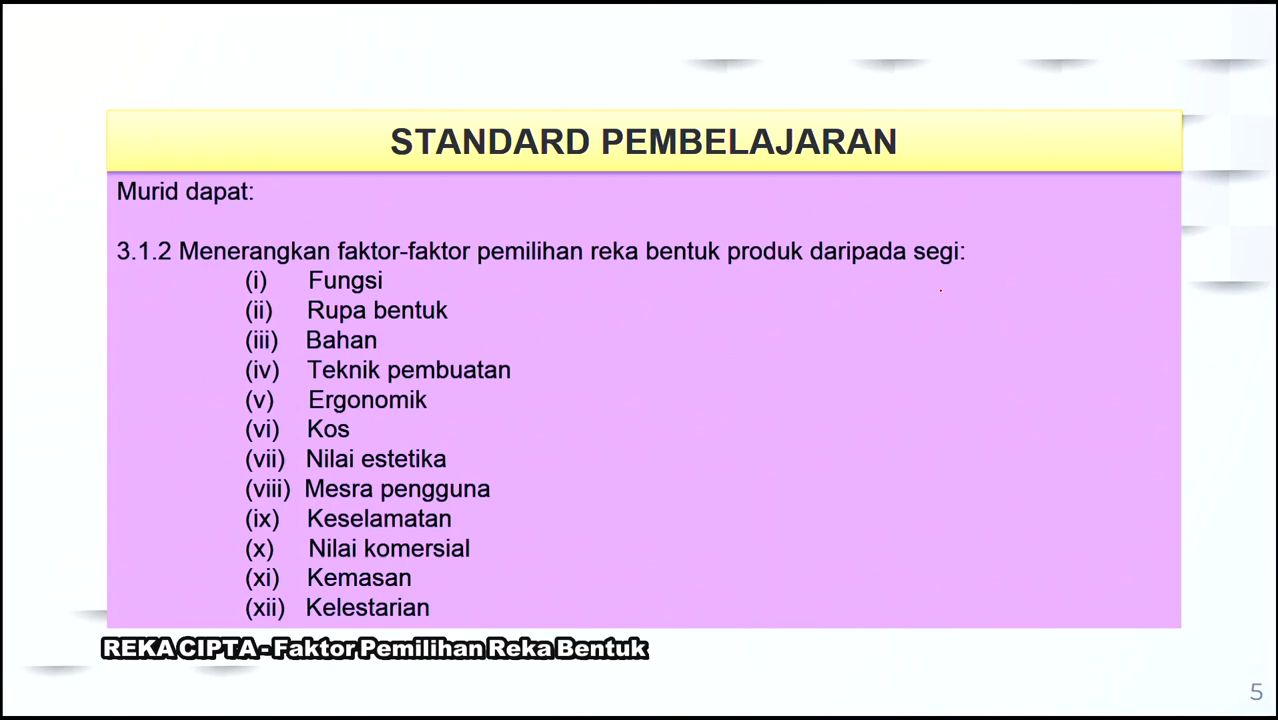 STANDARD PEMBELAJARAN
Murid dapat:
3.1.2 Menerangkan faktor-faktor pemilihan reka bentuk produk daripada segi:
(i) Fungsi
(ii) Rupa bentuk
(iii) Bahan
(iv) Teknik pembuatan
(v) Ergonomik
(vi) Kos
(vii) Nilai estetika
(viii) Mesra pengguna
(ix) Keselamatan
(x) Nilai komersial
(xi) Kemasan
(xii) Kelestarian
REKA CIPTA - Faktor Pemilihan Reka Bentuk
5